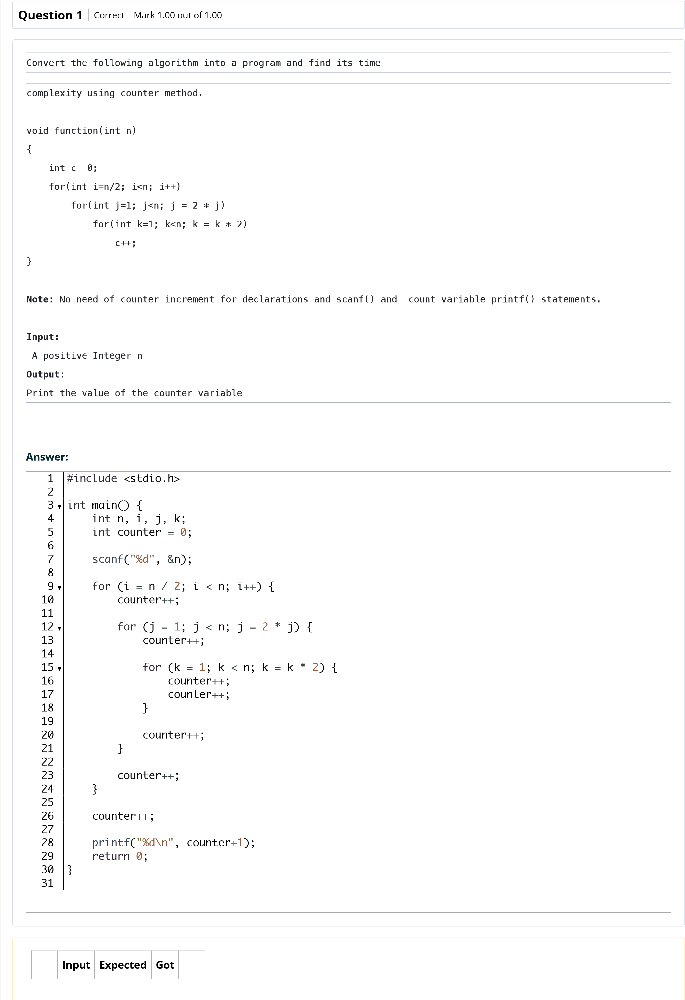 Question 1 Correct Mark 1.00 out of 1.00
Convert the following algorithm into a program and find its time
complexity using counter method.
void function(int n)
{
    int c= 0;
    for(int i=n/2; i<n; i++)
        for(int j=1; j<n; j = 2 * j)
            for(int k=1; k<n; k = k * 2)
                c++;
}
Note: No need of counter increment for declarations and scanf() and  count variable printf() statements.
Input:
 A positive Integer n
Output:
Print the value of the counter variable
Answer:
1 #include <stdio.h>
2
3 int main() {
4     int n, i, j, k;
5     int counter = 0;
6
7     scanf("%d", &n);
8
9     for (i = n / 2; i < n; i++) {
10         counter++;
11
12         for (j = 1; j < n; j = 2 * j) {
13             counter++;
14
15             for (k = 1; k < n; k = k * 2) {
16                 counter++;
17                 counter++;
18             }
19
20             counter++;
21         }
22
23         counter++;
24     }
25
26     counter++;
27
28     printf("%d\n", counter+1);
29     return 0;
30 }
31
Input Expected Got